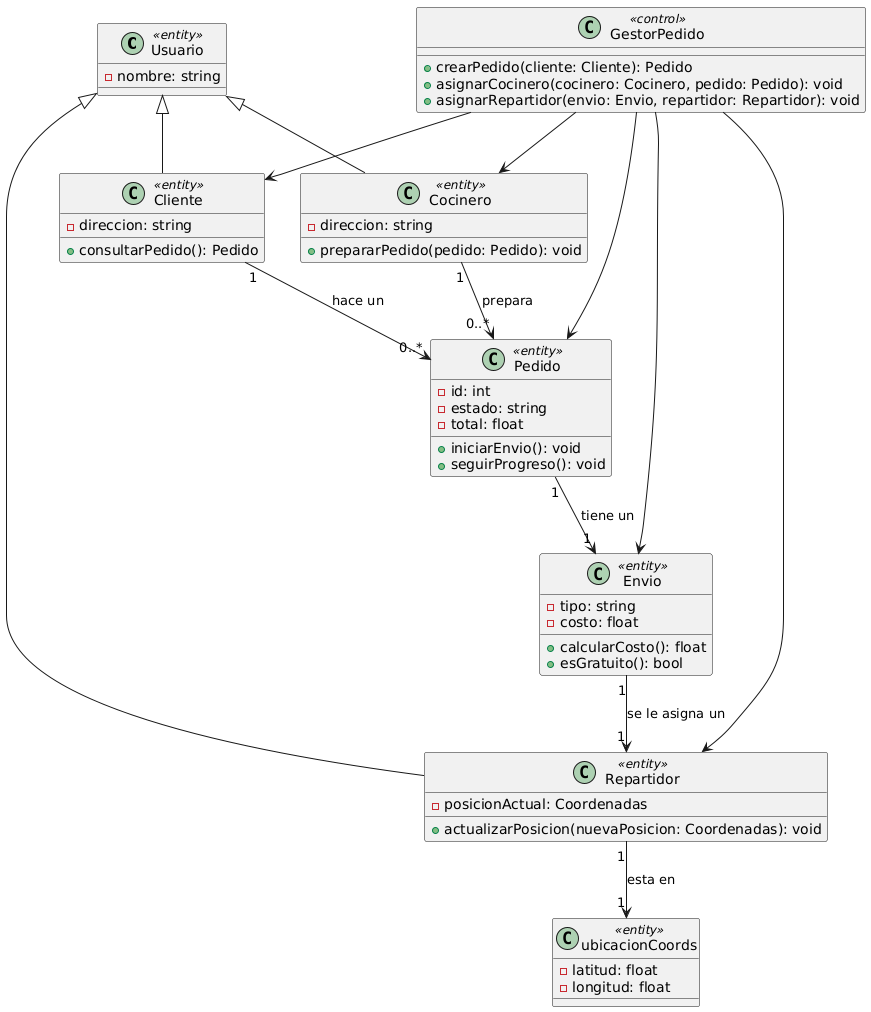 «entity»
Usuario
nombre: string
«control»
GestorPedido
crearPedido(cliente: Cliente): Pedido
asignarCocinero(cocinero: Cocinero, pedido: Pedido): void
asignarRepartidor(envio: Envio, repartidor: Repartidor): void
«entity»
Cliente
direccion: string
consultarPedido(): Pedido
«entity»
Cocinero
direccion: string
prepararPedido(pedido: Pedido): void
1
hace un
0..*
1
prepara
0..*
«entity»
Pedido
id: int
estado: string
total: float
iniciarEnvio(): void
seguirProgreso(): void
1
tiene un
1
«entity»
Envio
tipo: string
costo: float
calcularCosto(): float
esGratuito(): bool
1
se le asigna un
1
«entity»
Repartidor
posicionActual: Coordenadas
actualizarPosicion(nuevaPosicion: Coordenadas): void
1
esta en
1
«entity»
ubicacionCoords
latitud: float
longitud: float